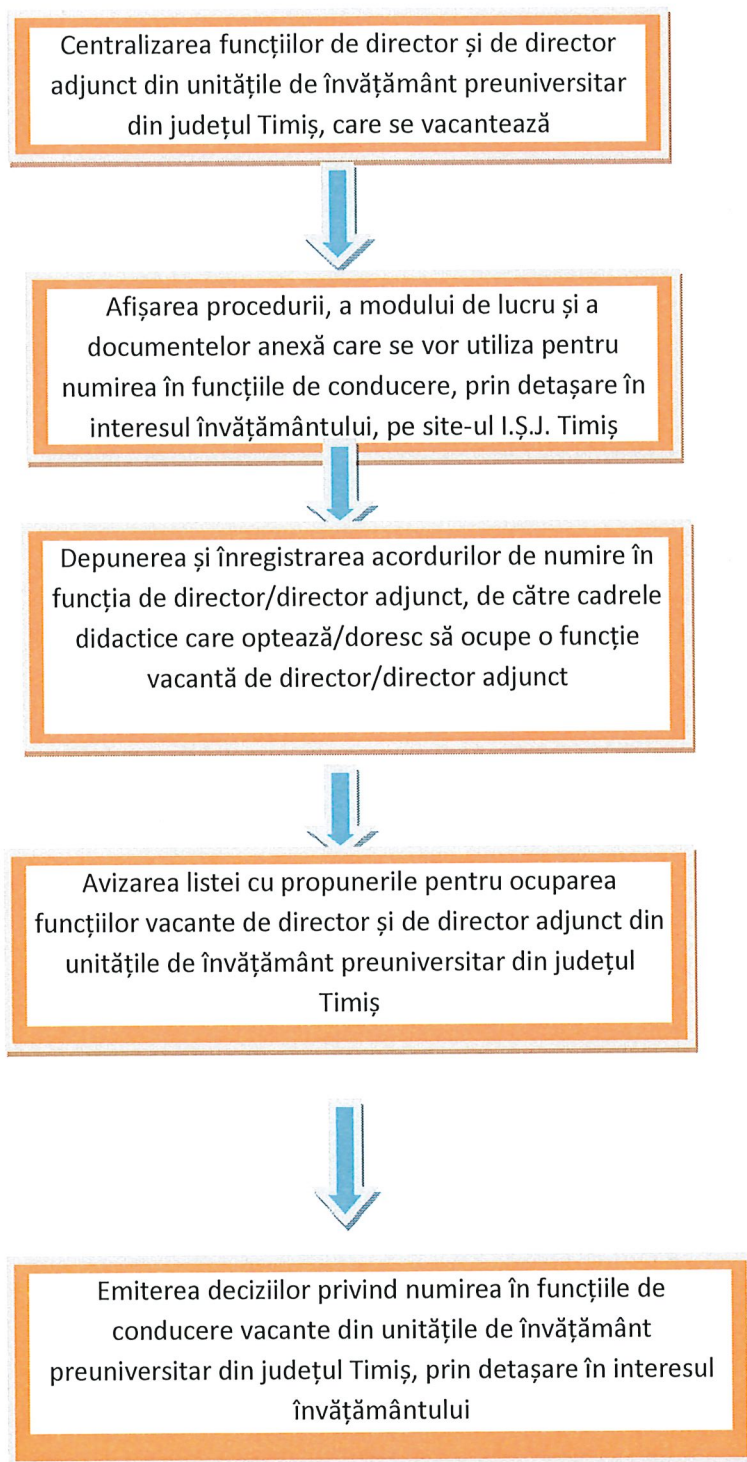 Centralizarea funcțiilor de director și de director
adjunct din unitățile de învățământ preuniversitar
din județul Timiș, care se vacantează
Afișarea procedurii, a modului de lucru și a
documentelor anexă care se vor utiliza pentru
numirea în funcțiile de conducere, prin detașare în
interesul învățământului, pe site-ul I.Ș.J. Timiș
Depunerea și înregistrarea acordurilor de numire în
funcția de director/director adjunct, de către cadrele
didactice care optează/doresc să ocupe o funcție
vacantă de director/director adjunct
Avizarea listei cu propunerile pentru ocuparea
funcțiilor vacante de director și de director adjunct din
unitățile de învățământ preuniversitar din județul
Timiș
Emiterea deciziilor privind numirea în funcțiile de
conducere vacante din unitățile de învățământ
preuniversitar din județul Timiș, prin detașare în interesul
învățământului